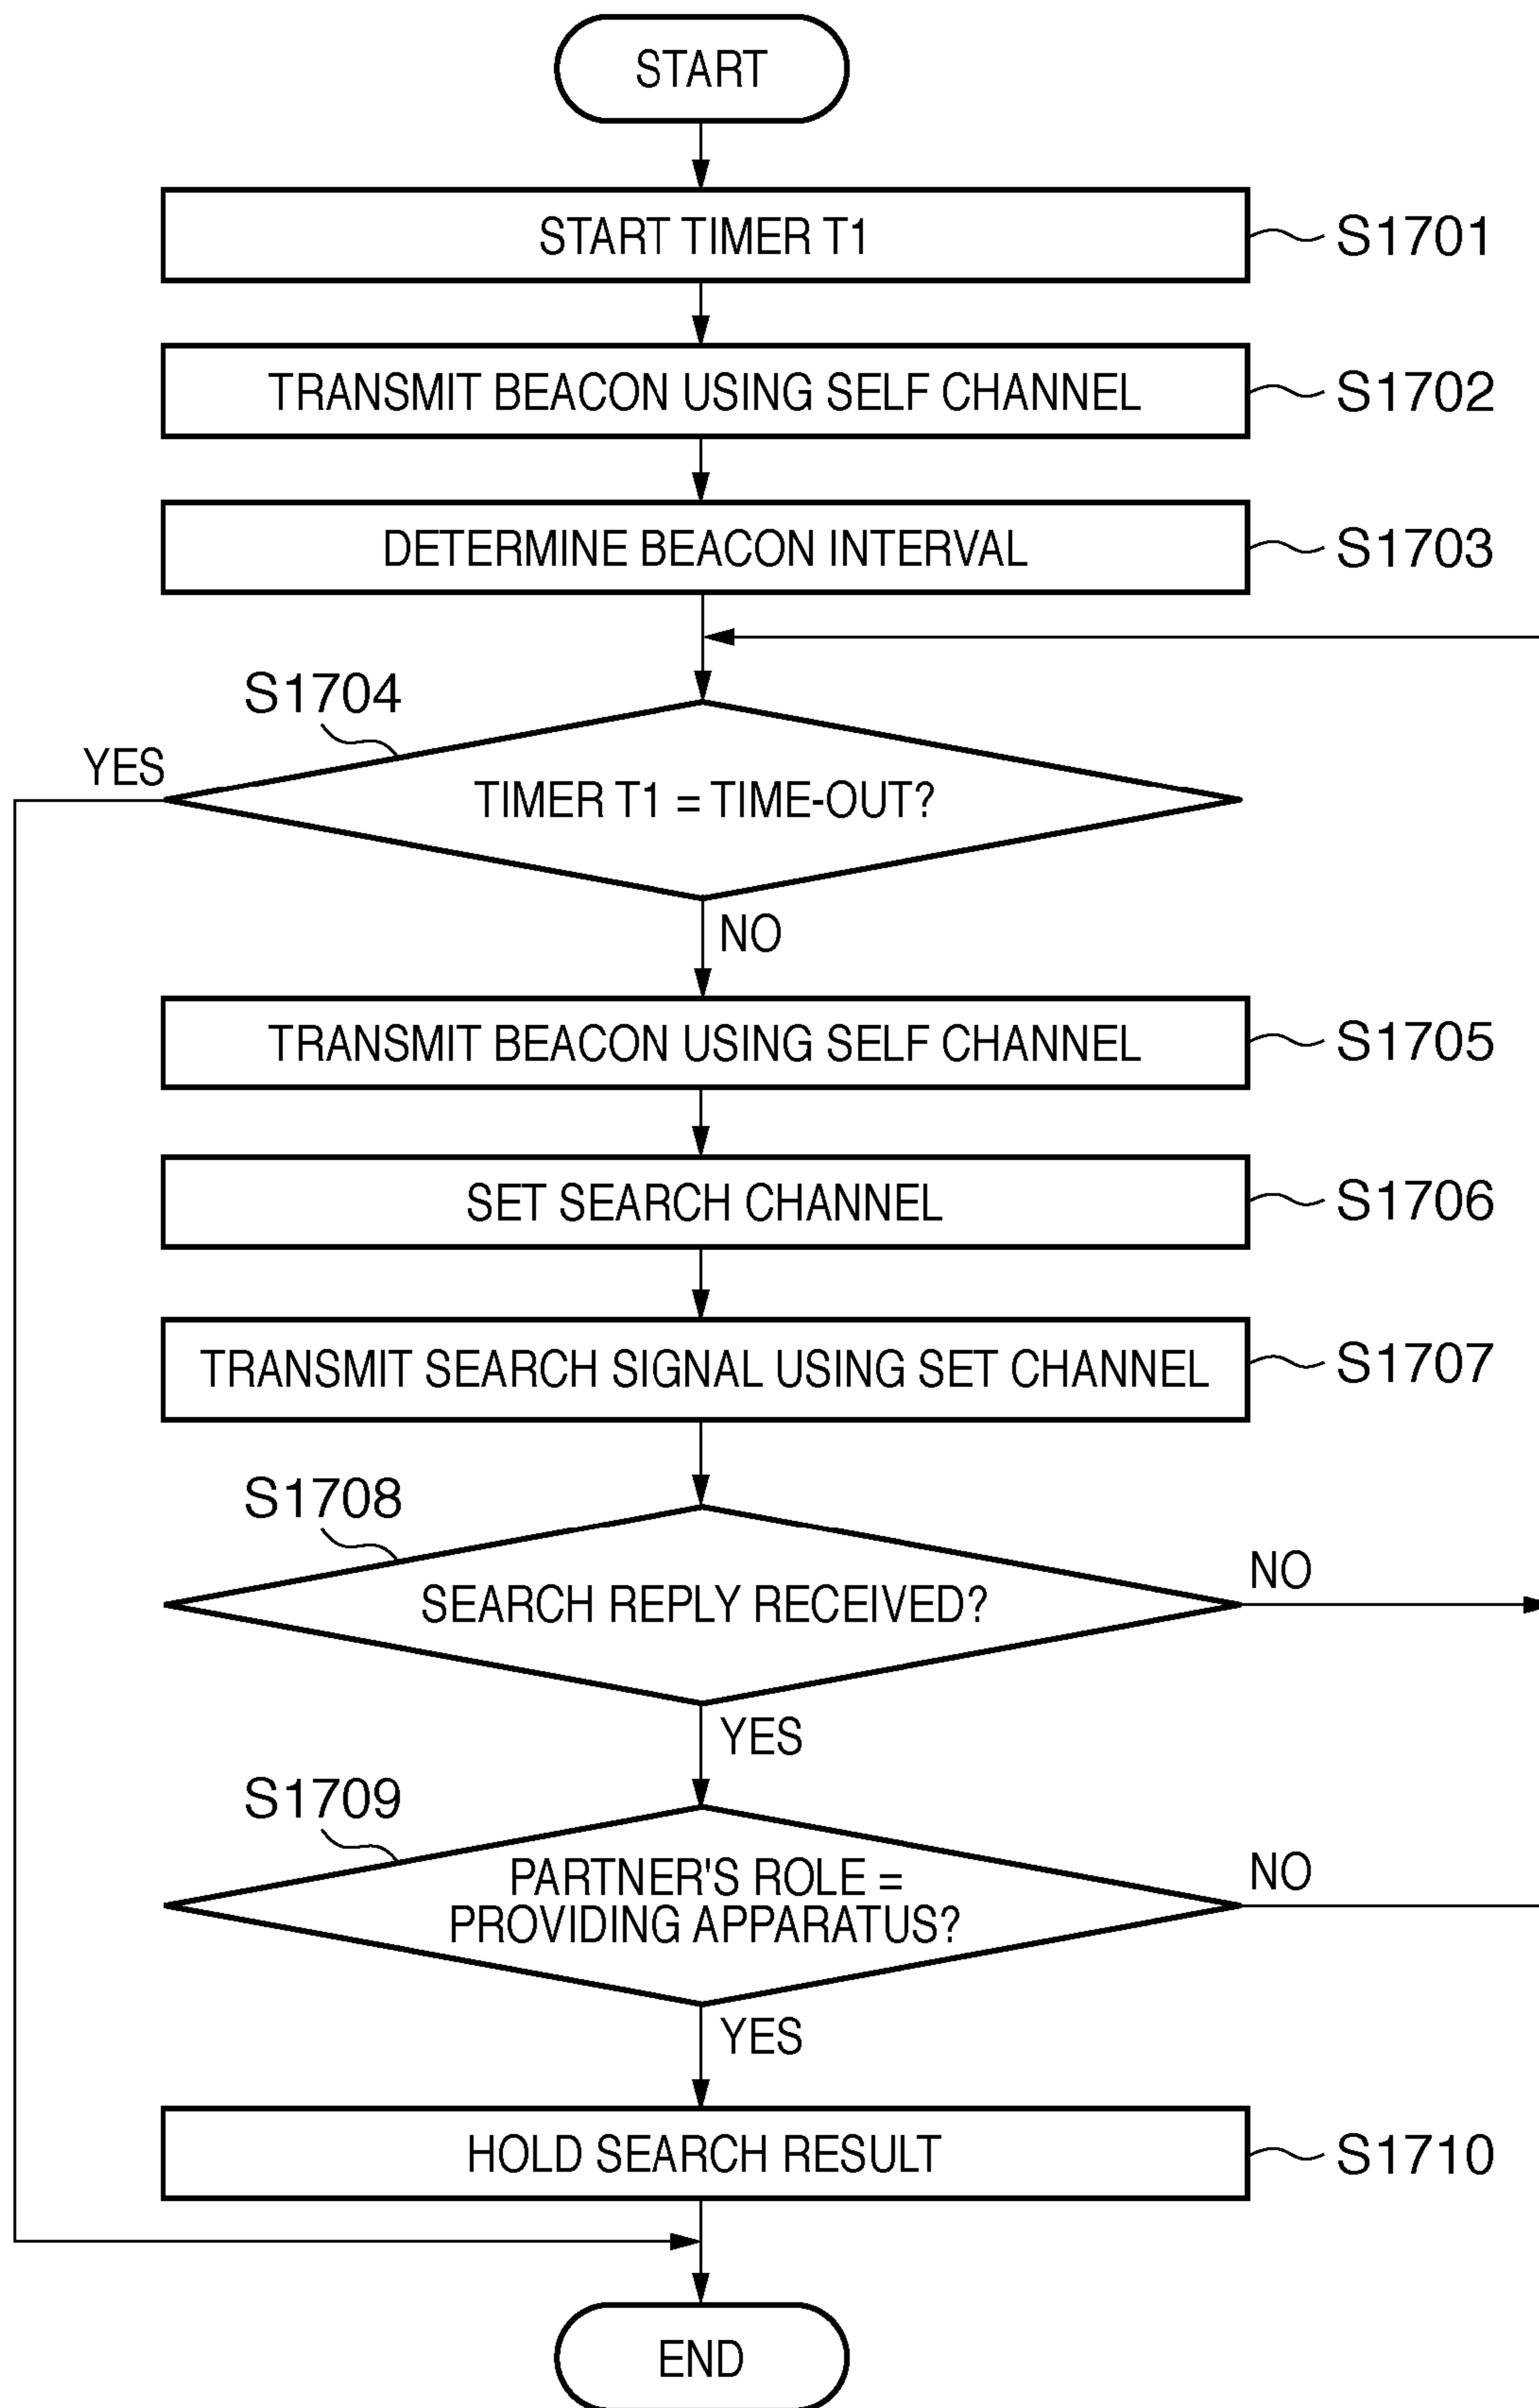 START
START TIMER T1
S1701
TRANSMIT BEACON USING SELF CHANNEL
S1702
DETERMINE BEACON INTERVAL
S1703
S1704
YES
TIMER T1 = TIME-OUT?
NO
TRANSMIT BEACON USING SELF CHANNEL
S1705
SET SEARCH CHANNEL
S1706
TRANSMIT SEARCH SIGNAL USING SET CHANNEL
S1707
S1708
SEARCH REPLY RECEIVED?
NO
YES
S1709
PARTNER'S ROLE =
PROVIDING APPARATUS?
NO
YES
HOLD SEARCH RESULT
S1710
END